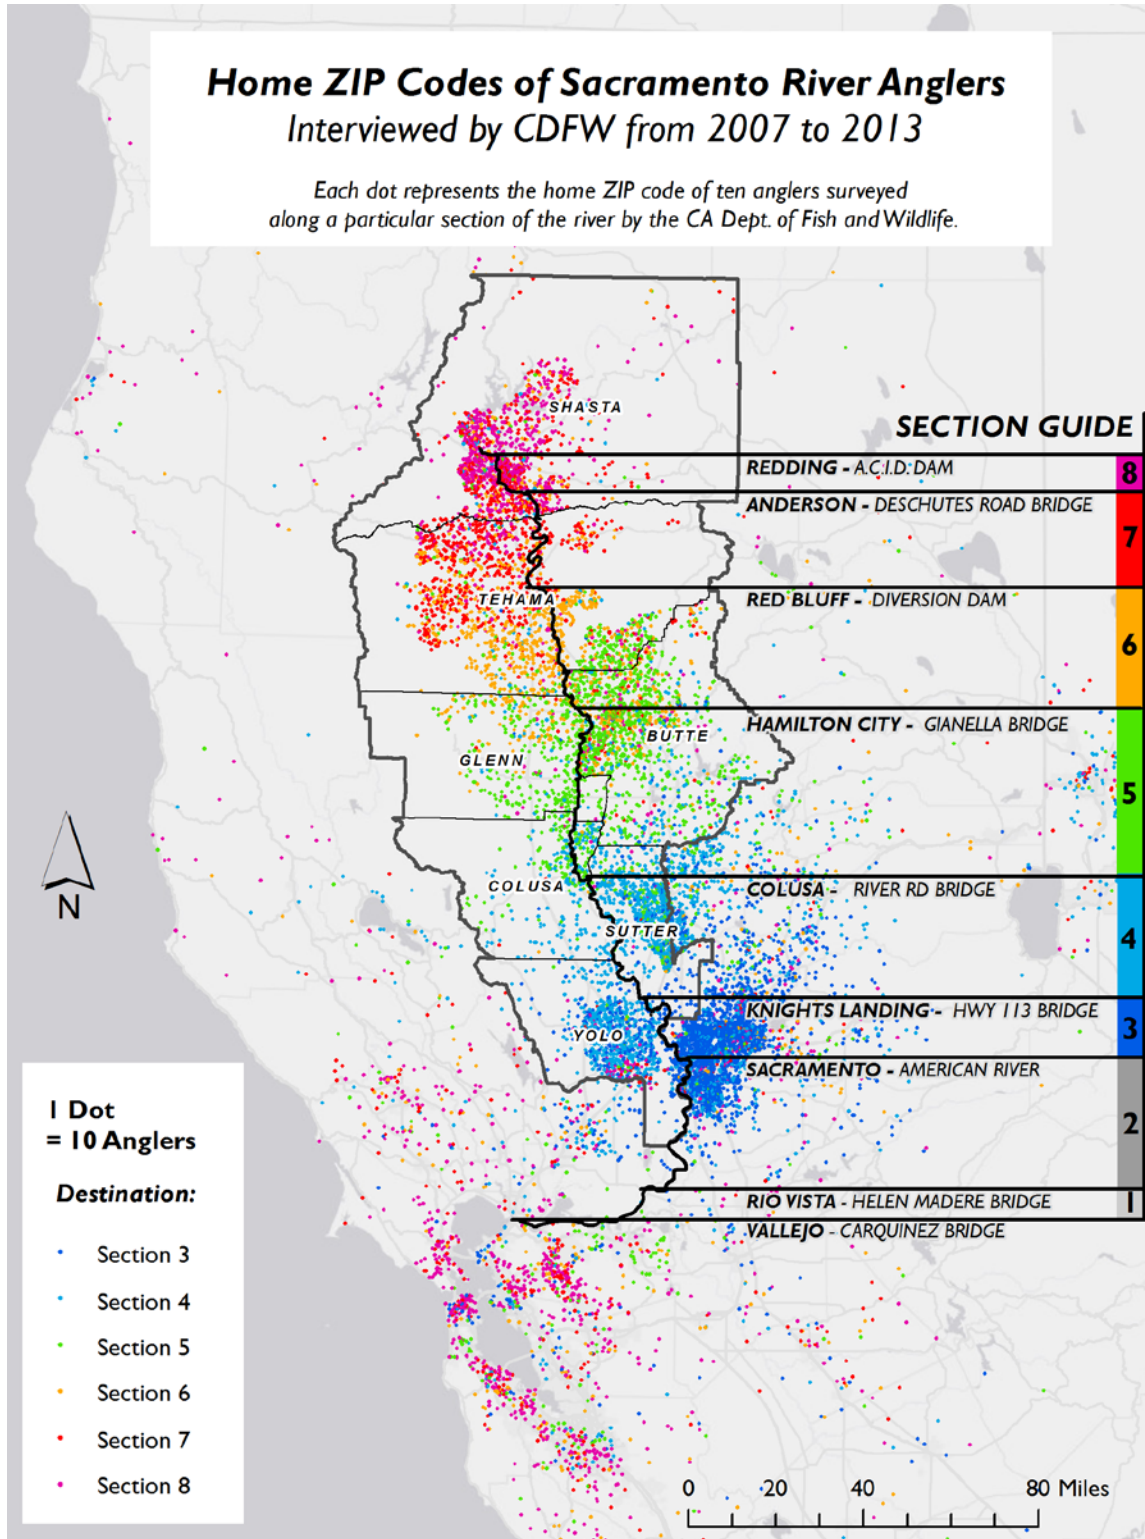 Home ZIP Codes of Sacramento River Anglers
Interviewed by CDFW from 2007 to 2013
Each dot represents the home ZIP code of ten anglers surveyed
along a particular section of the river by the CA Dept. of Fish and Wildlife.
SHASTA
SECTION GUIDE
REDDING - A.C.I.D. DAM
8
ANDERSON - DESCHUTES ROAD BRIDGE
7
TEHAMA
RED BLUFF - DIVERSION DAM
6
HAMILTON CITY - GIANELLA BRIDGE
BUTTE
GLENN
5
COLUSA
COLUSA - RIVER RD BRIDGE
N
SUTTER
4
KNIGHTS LANDING - HWY 113 BRIDGE
3
YOLO
SACRAMENTO - AMERICAN RIVER
2
RIO VISTA - HELEN MADERE BRIDGE
1
VALLEJO - CARQUINEZ BRIDGE
1 Dot
= 10 Anglers
Destination:
Section 3
Section 4
Section 5
Section 6
Section 7
Section 8
0 20 40 80 Miles